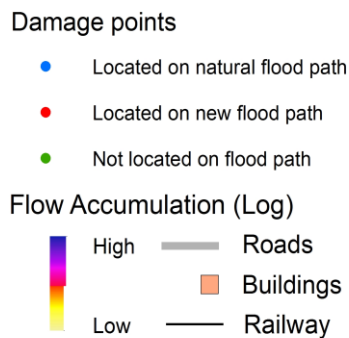 Damage points
Located on natural flood path
Located on new flood path
Not located on flood path
Flow Accumulation (Log)
High Roads
Buildings
Low Railway